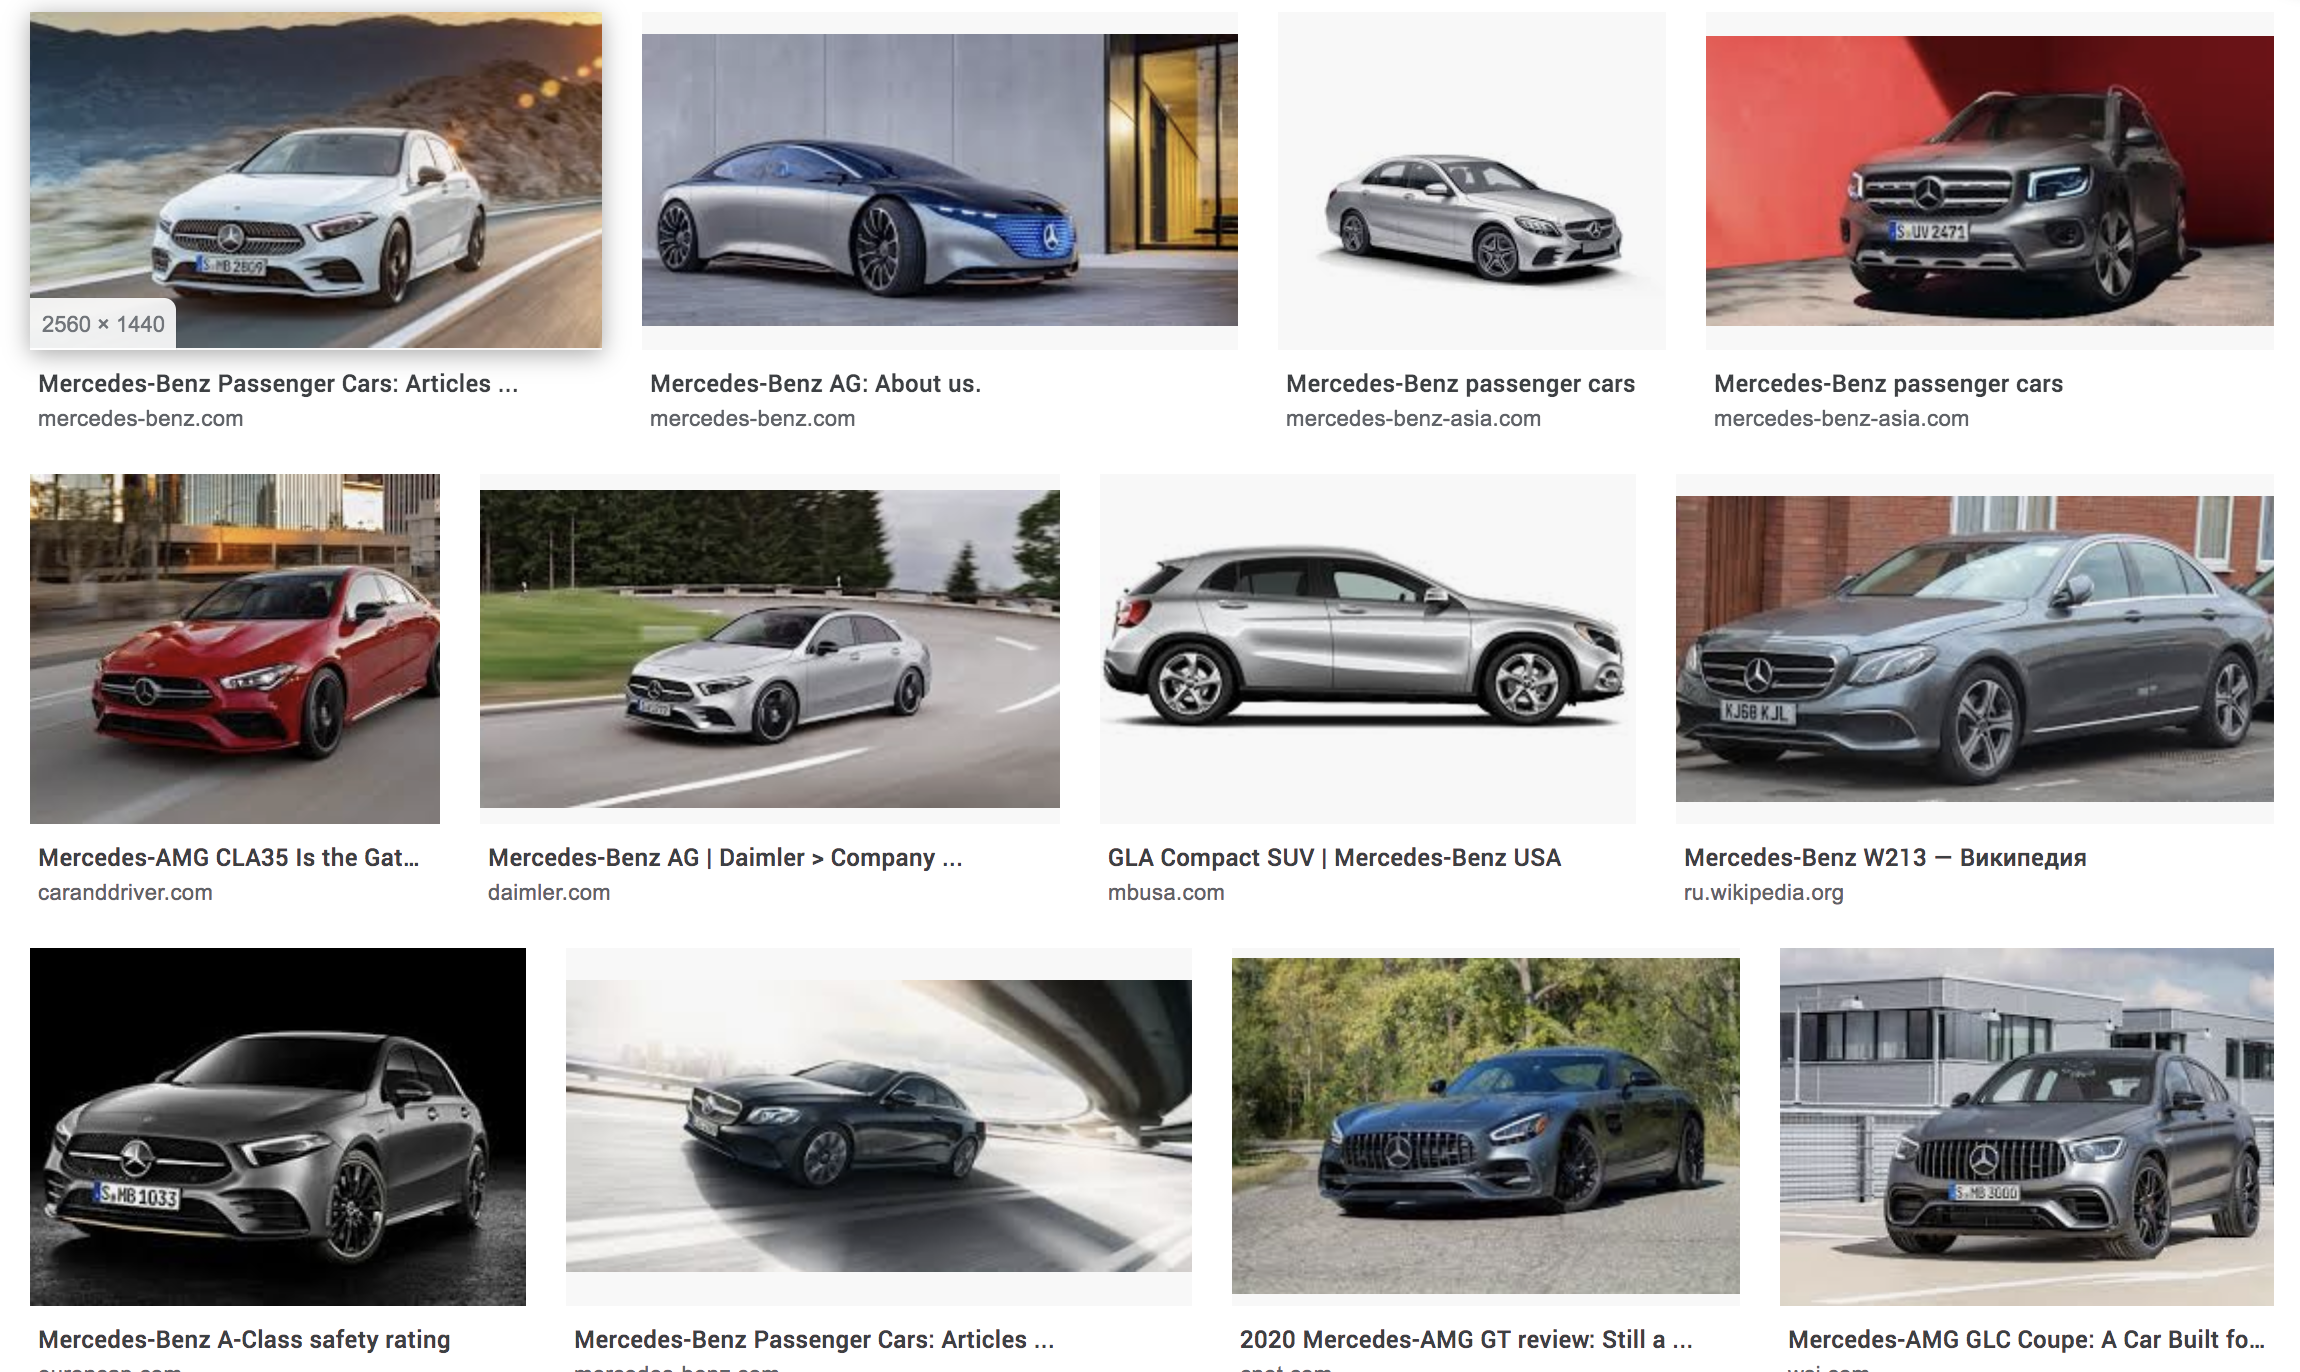 S MB 2809
2560 × 1440
S UV 2471
Mercedes-Benz Passenger Cars: Articles ...
mercedes-benz.com
Mercedes-Benz AG: About us.
mercedes-benz.com
Mercedes-Benz passenger cars
mercedes-benz-asia.com
Mercedes-Benz passenger cars
mercedes-benz-asia.com
KJ68 KJL
Mercedes-AMG CLA35 Is the Gat...
caranddriver.com
Mercedes-Benz AG | Daimler > Company ...
daimler.com
GLA Compact SUV | Mercedes-Benz USA
mbusa.com
Mercedes-Benz W213 — Википедия
ru.wikipedia.org
S MB 1033
S MB 3000
Mercedes-Benz A-Class safety rating
Mercedes-Benz Passenger Cars: Articles ...
mercedes-benz.com
2020 Mercedes-AMG GT review: Still a ...
Mercedes-AMG GLC Coupe: A Car Built fo...